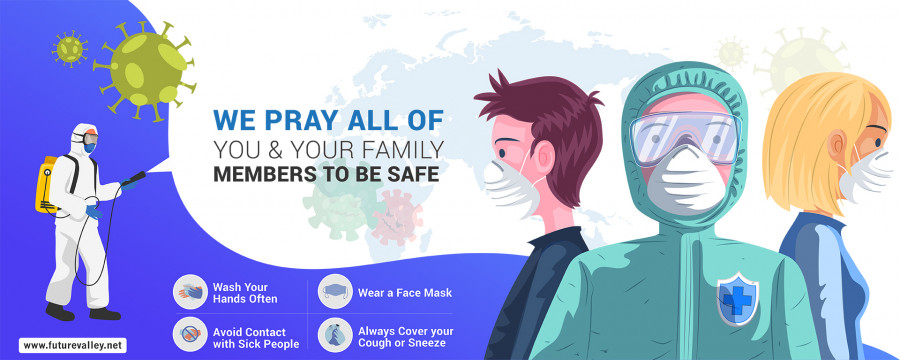 WE PRAY ALL OF
YOU & YOUR FAMILY
MEMBERS TO BE SAFE
Wash Your
Hands Often
Wear a Face Mask
Avoid Contact
with Sick People
Always Cover your
Cough or Sneeze
www.futurevalley.net